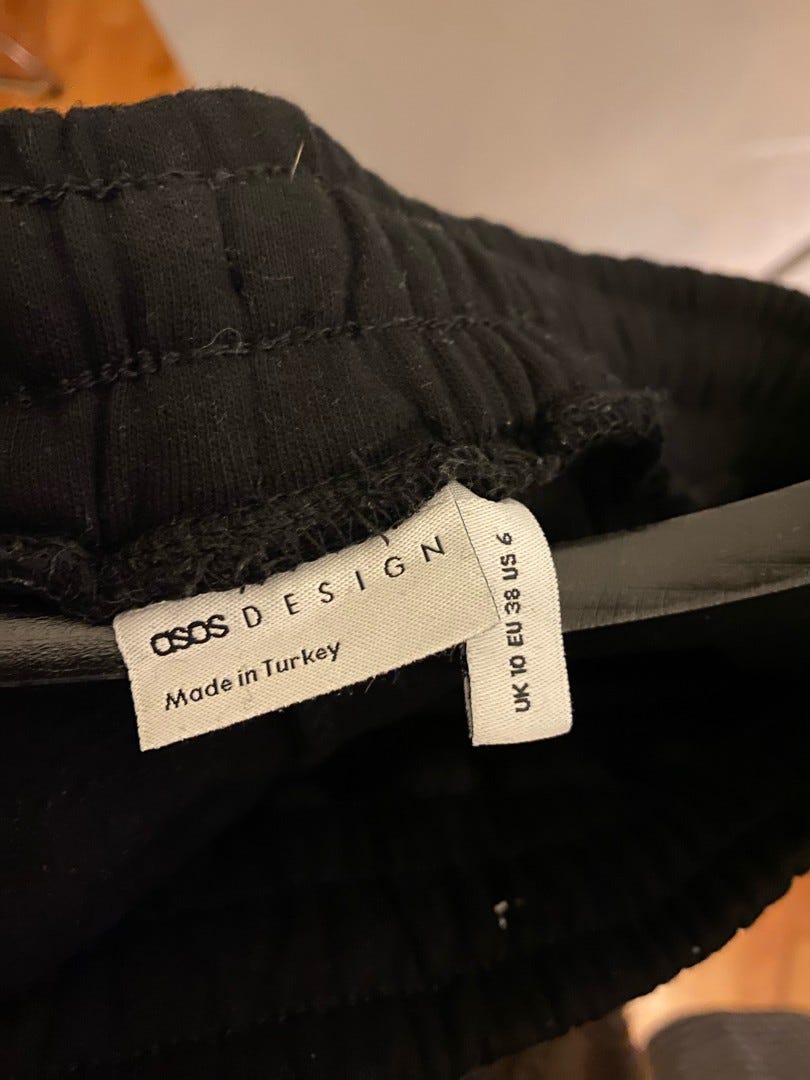 asos DESIGN
Made in Turkey
UK 10 EU 38 US 6